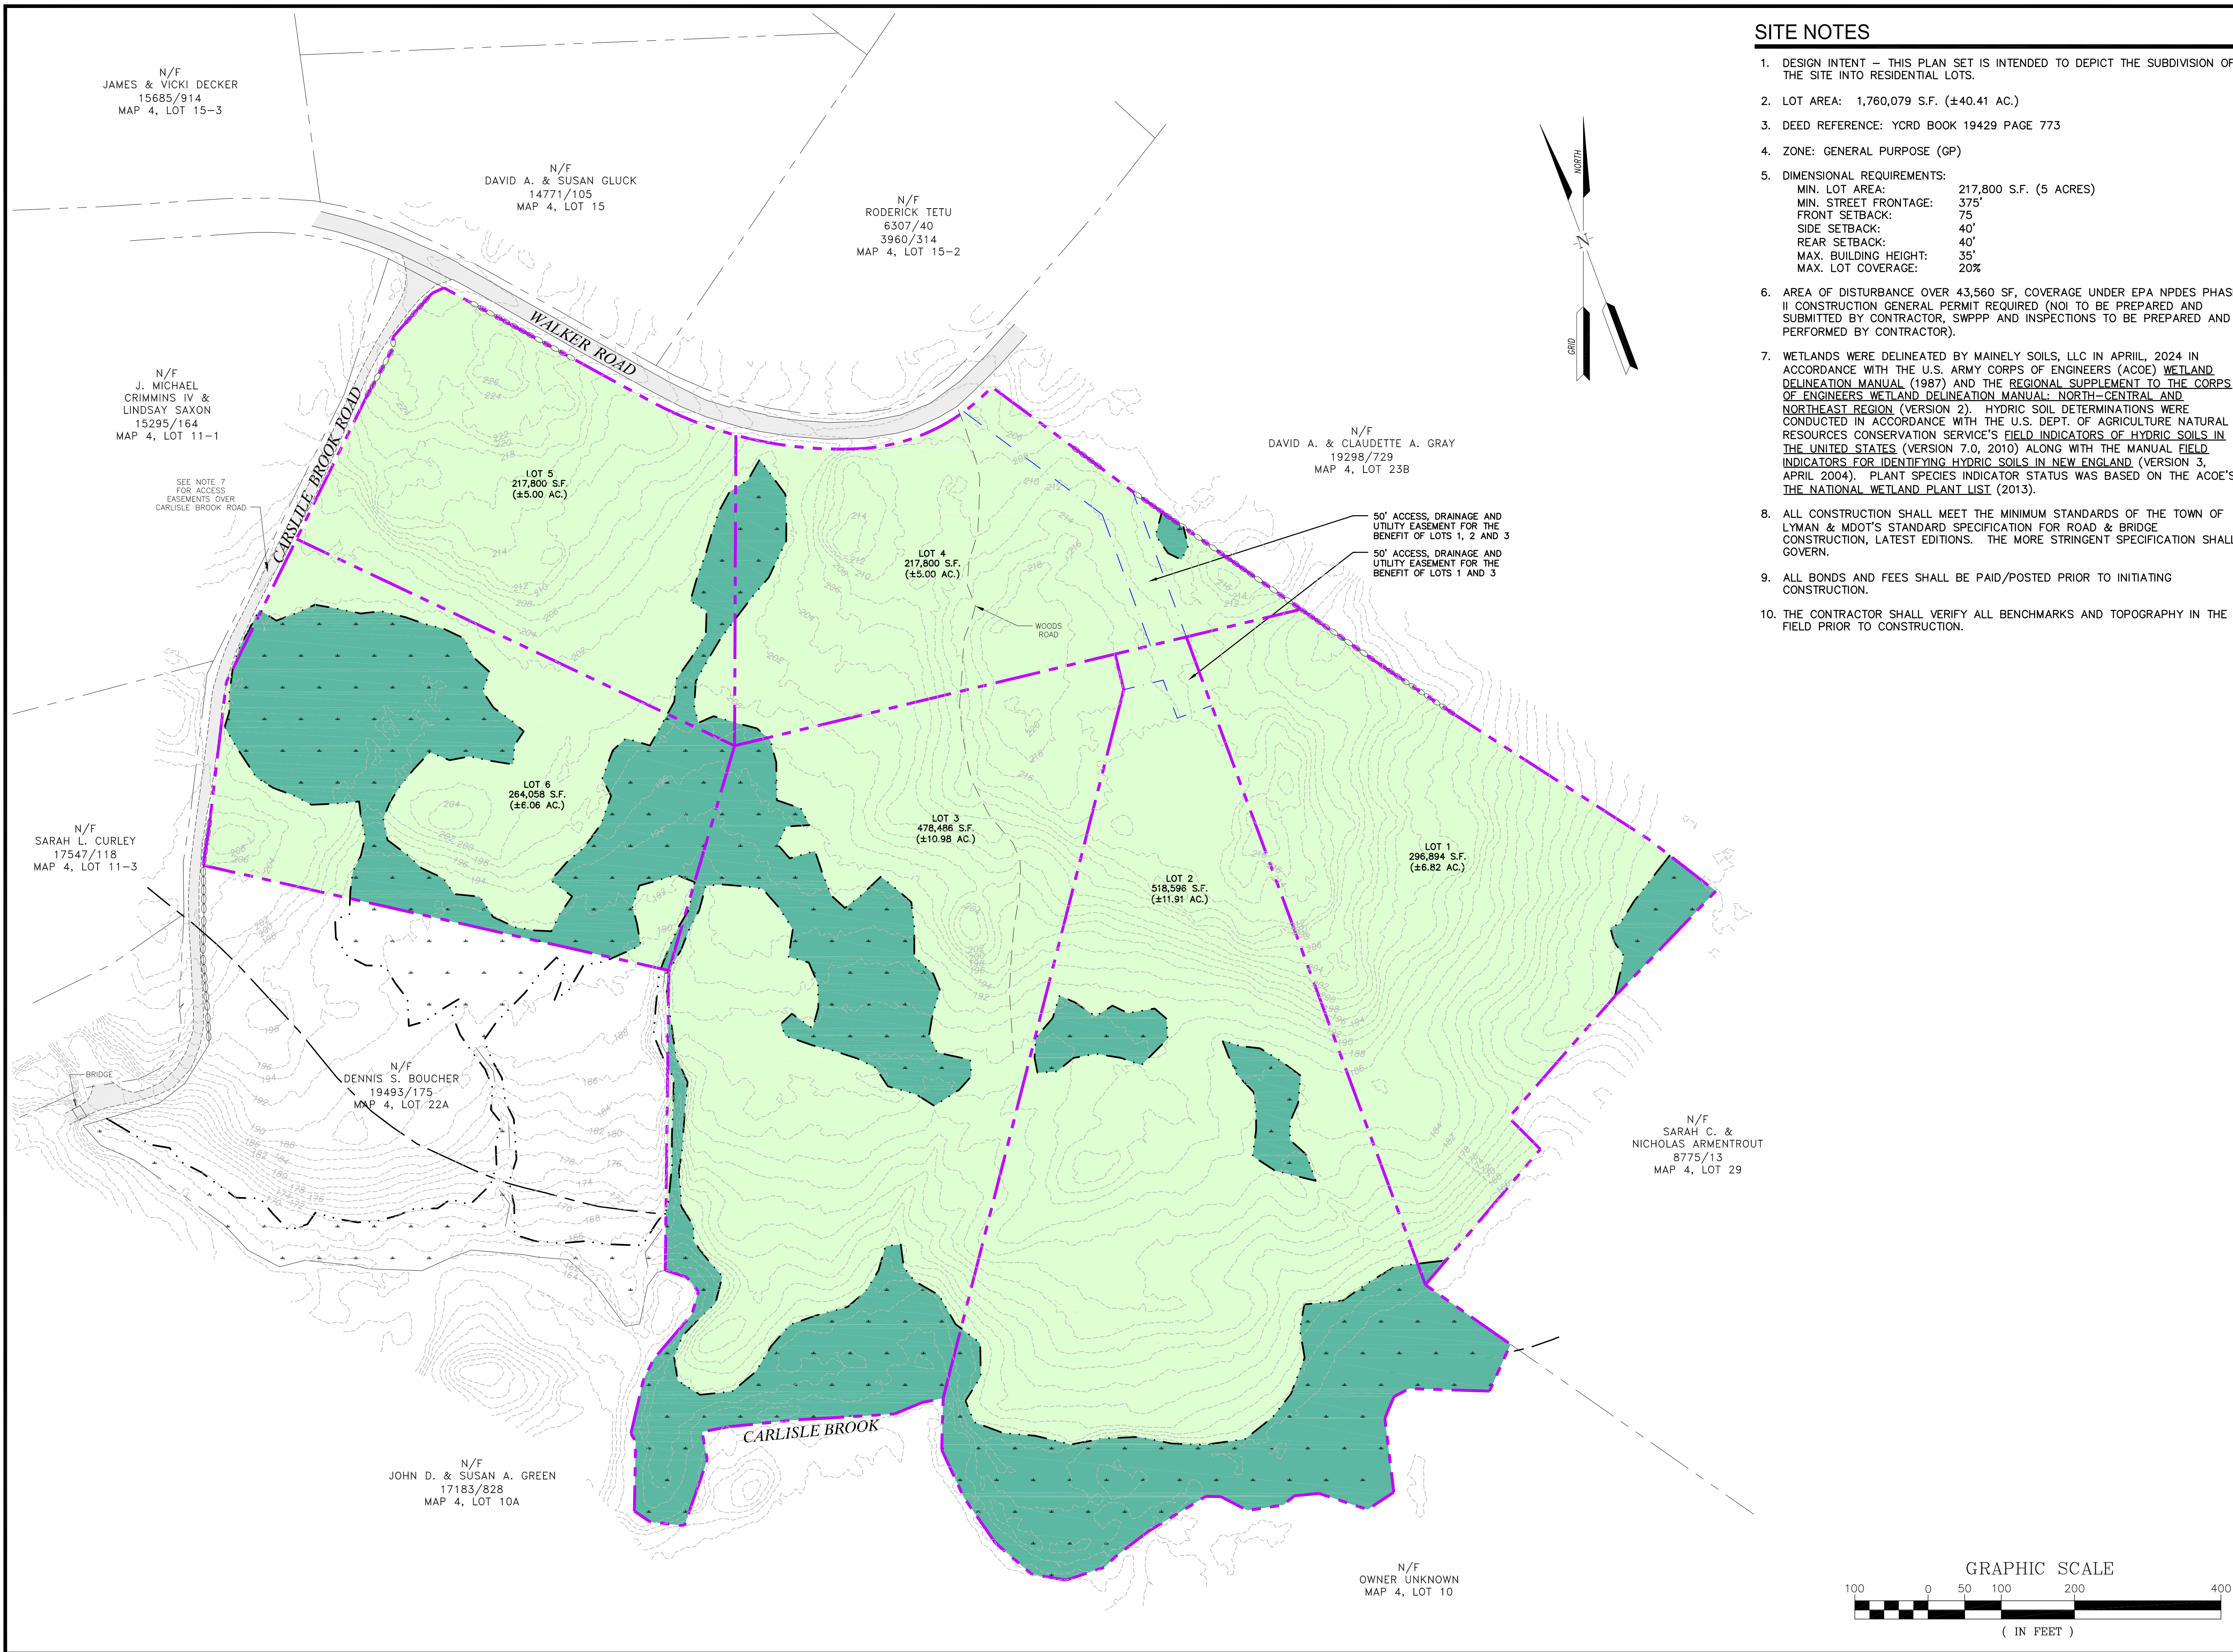 SITE NOTES
1. DESIGN INTENT – THIS PLAN SET IS INTENDED TO DEPICT THE SUBDIVISION OF
THE SITE INTO RESIDENTIAL LOTS.
2. LOT AREA: 1,760,079 S.F. (±40.41 AC.)
3. DEED REFERENCE: YCRD BOOK 19429 PAGE 773
4. ZONE: GENERAL PURPOSE (GP)
5. DIMENSIONAL REQUIREMENTS:
MIN. LOT AREA: 217,800 S.F. (5 ACRES)
MIN. STREET FRONTAGE: 375'
FRONT SETBACK: 75
SIDE SETBACK: 40'
REAR SETBACK: 40'
MAX. BUILDING HEIGHT: 35'
MAX. LOT COVERAGE: 20%
6. AREA OF DISTURBANCE OVER 43,560 SF, COVERAGE UNDER EPA NPDES PHAS
II CONSTRUCTION GENERAL PERMIT REQUIRED (NOI TO BE PREPARED AND
SUBMITTED BY CONTRACTOR, SWPPP AND INSPECTIONS TO BE PREPARED AND
PERFORMED BY CONTRACTOR).
7. WETLANDS WERE DELINEATED BY MAINELY SOILS, LLC IN APRIIL, 2024 IN
ACCORDANCE WITH THE U.S. ARMY CORPS OF ENGINEERS (ACOE) WETLAND
DELINEATION MANUAL (1987) AND THE REGIONAL SUPPLEMENT TO THE CORPS
OF ENGINEERS WETLAND DELINEATION MANUAL: NORTH–CENTRAL AND
NORTHEAST REGION (VERSION 2). HYDRIC SOIL DETERMINATIONS WERE
CONDUCTED IN ACCORDANCE WITH THE U.S. DEPT. OF AGRICULTURE NATURAL
RESOURCES CONSERVATION SERVICE'S FIELD INDICATORS OF HYDRIC SOILS IN
THE UNITED STATES (VERSION 7.0, 2010) ALONG WITH THE MANUAL FIELD
INDICATORS FOR IDENTIFYING HYDRIC SOILS IN NEW ENGLAND (VERSION 3,
APRIL 2004). PLANT SPECIES INDICATOR STATUS WAS BASED ON THE ACOE'S
THE NATIONAL WETLAND PLANT LIST (2013).
8. ALL CONSTRUCTION SHALL MEET THE MINIMUM STANDARDS OF THE TOWN OF
LYMAN & MDOT'S STANDARD SPECIFICATION FOR ROAD & BRIDGE
CONSTRUCTION, LATEST EDITIONS. THE MORE STRINGENT SPECIFICATION SHALL
GOVERN.
9. ALL BONDS AND FEES SHALL BE PAID/POSTED PRIOR TO INITIATING
CONSTRUCTION.
10. THE CONTRACTOR SHALL VERIFY ALL BENCHMARKS AND TOPOGRAPHY IN THE
FIELD PRIOR TO CONSTRUCTION.
N/F
JAMES & VICKI DECKER
15685/914
MAP 4, LOT 15–3
N/F
DAVID A. & SUSAN GLUCK
14771/105
MAP 4, LOT 15
N/F
RODERICK TETU
6307/40
3960/314
MAP 4, LOT 15–2
NORTH
N
GRID
WALKER ROAD
CARSLILE BROOK ROAD
N/F
J. MICHAEL
CRIMMINS IV &
LINDSAY SAXON
15295/164
MAP 4, LOT 11–1
SEE NOTE 7
FOR ACCESS
EASEMENTS OVER
CARLISLE BROOK ROAD
N/F
DAVID A. & CLAUDETTE A. GRAY
19298/729
MAP 4, LOT 23B
50' ACCESS, DRAINAGE AND
UTILITY EASEMENT FOR THE
BENEFIT OF LOTS 1, 2 AND 3
50' ACCESS, DRAINAGE AND
UTILITY EASEMENT FOR THE
BENEFIT OF LOTS 1 AND 3
LOT 5
217,800 S.F.
(±5.00 AC.)
LOT 4
217,800 S.F.
(±5.00 AC.)
WOODS
ROAD
LOT 6
264,058 S.F.
(±6.06 AC.)
LOT 3
478,486 S.F.
(±10.98 AC.)
LOT 2
518,596 S.F.
(±11.91 AC.)
LOT 1
296,894 S.F.
(±6.82 AC.)
N/F
SARAH L. CURLEY
17547/118
MAP 4, LOT 11–3
BRIDGE
N/F
DENNIS S. BOUCHER
19493/175
MAP 4, LOT 22A
N/F
SARAH C. &
NICHOLAS ARMENTROUT
8775/13
MAP 4, LOT 29
CARLISLE BROOK
N/F
JOHN D. & SUSAN A. GREEN
17183/828
MAP 4, LOT 10A
N/F
OWNER UNKNOWN
MAP 4, LOT 10
GRAPHIC SCALE
100 0 50 100 200 400
( IN FEET )